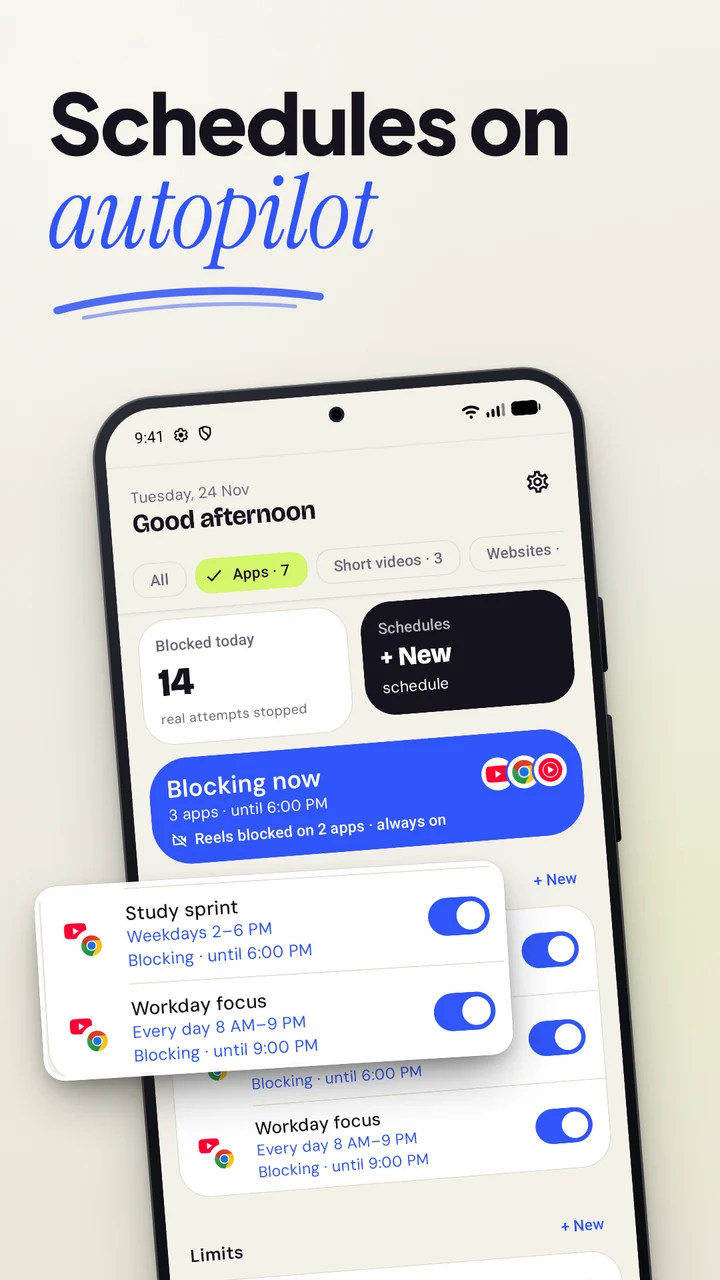 Schedules on
autopilot
9:41
Tuesday, 24 Nov
Good afternoon
All
Apps · 7
Short videos · 3
Websites ·
Blocked today
14
real attempts stopped
Schedules
+ New
schedule
Blocking now
3 apps · until 6:00 PM
Reels blocked on 2 apps · always on
+ New
Study sprint
Weekdays 2–6 PM
Blocking · until 6:00 PM
Workday focus
Every day 8 AM–9 PM
Blocking · until 9:00 PM
Blocking · until 6:00 PM
Workday focus
Every day 8 AM–9 PM
Blocking · until 9:00 PM
+ New
Limits